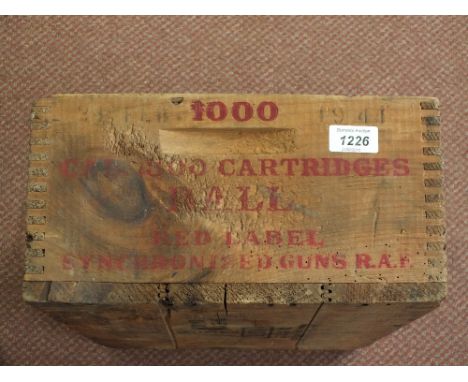 1000
1941
1226
CARTRIDGES
BALL
RED LABEL
SYNCHRONIZED GUNS R.A.F.